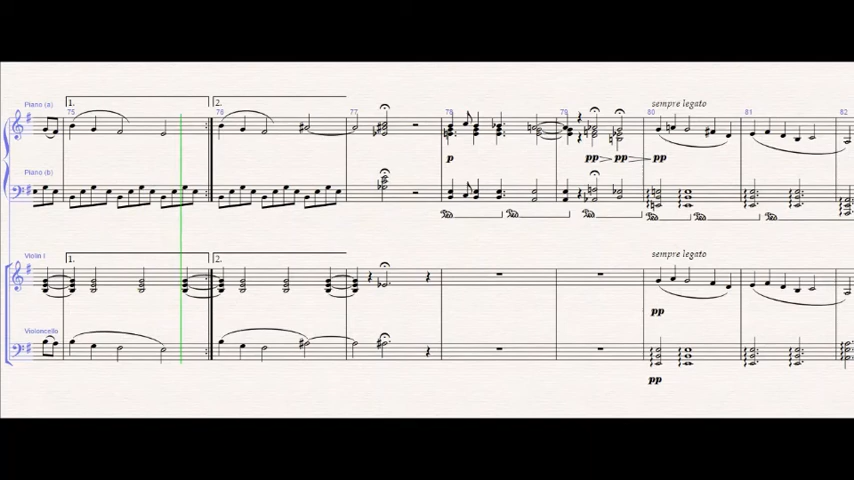 sempre legato
Piano (a)
1.
2.
75
76
77
78
79
80
81
82
p
pp
pp
pp
Piano (b)
sempre legato
Violin I
1.
2.
pp
Violoncello
pp